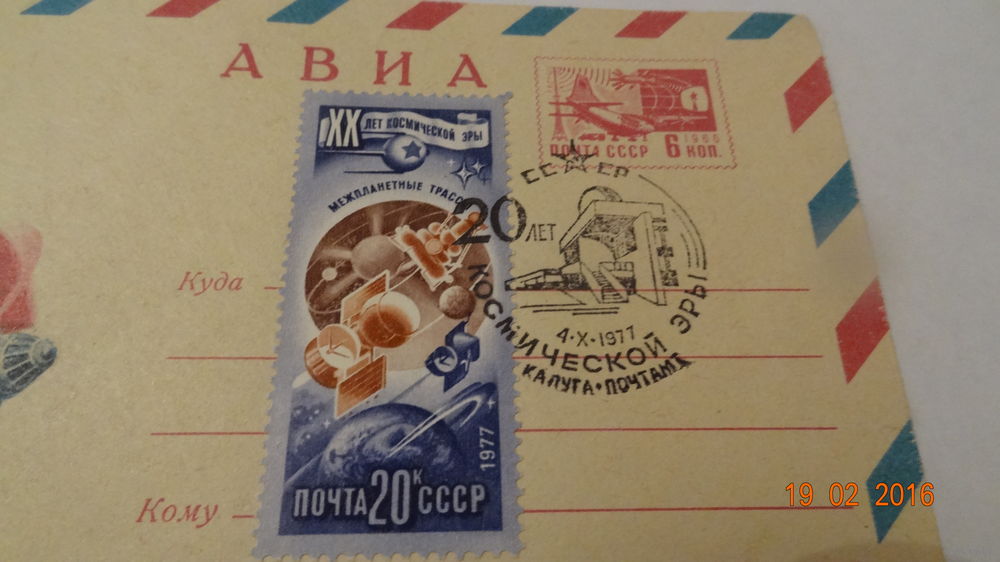 АВИА
XX ЛЕТ КОСМИЧЕСКОЙ ЭРЫ
МЕЖПЛАНЕТНЫЕ ТРАССЫ
1977
ПОЧТА 20К СССР
1966
ПОЧТА СССР 6 КОП.
СССР
20 ЛЕТ
КОСМИЧЕСКОЙ ЭРЫ
4·X·1977
КАЛУГА·ПОЧТАМТ
Куда
Кому
19 02 2016